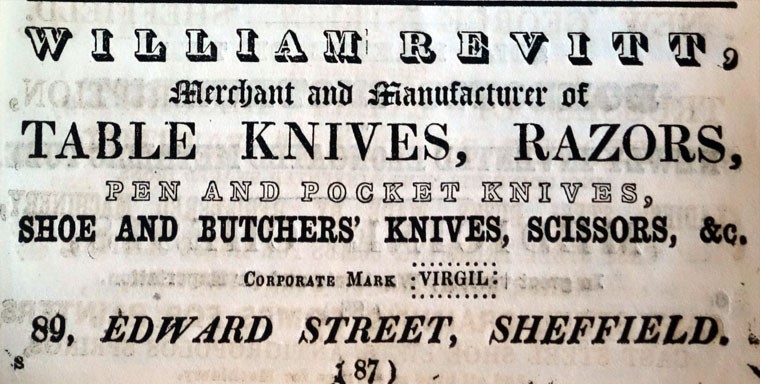 WILLIAM REVITT,
Merchant and Manufacturer of
TABLE KNIVES, RAZORS,
PEN AND POCKET KNIVES,
SHOE AND BUTCHERS' KNIVES, SCISSORS, &c.
CORPORATE MARK :VIRGIL:
89, EDWARD STREET, SHEFFIELD.
s
(87)